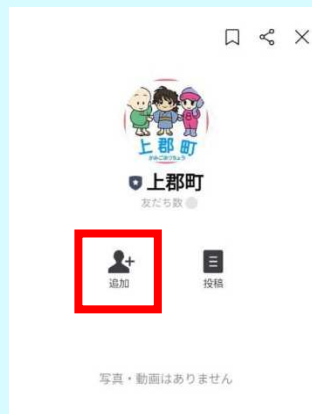 上郡町
かみごおりちょう
上郡町
友だち数
追加
投稿
写真・動画はありません